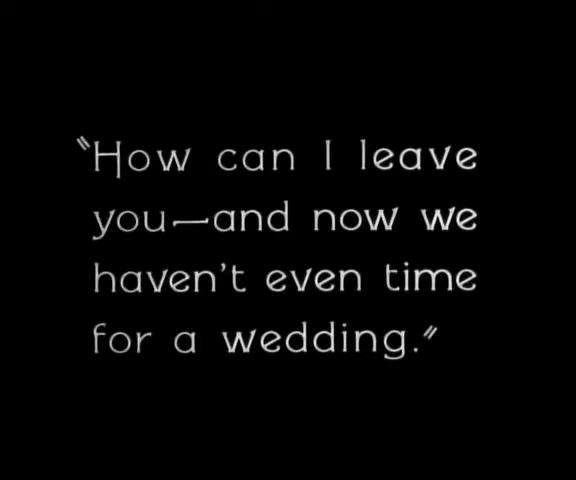 "How can I leave
you—and now we
haven't even time
for a wedding."